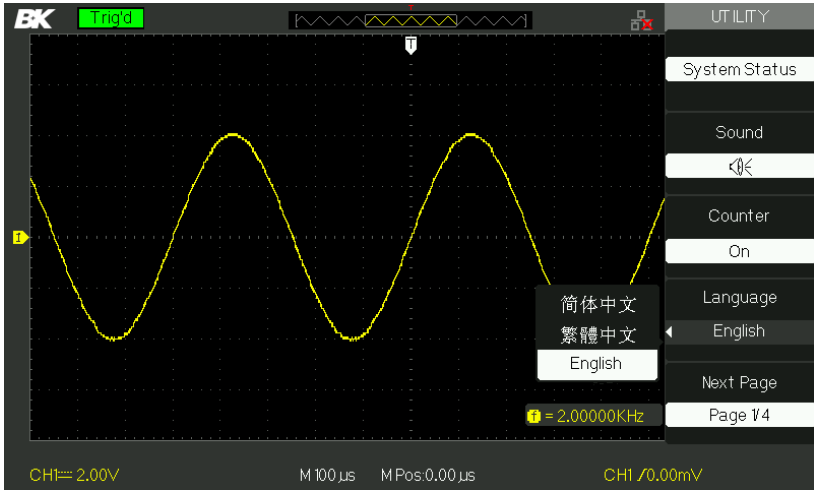 BK Trig'd T UTILITY
T
System Status
Sound
Counter
On
1
Language
简体中文
繁體中文
English
English
Next Page
f = 2.00000KHz
Page 1/4
CH1 2.00V M 100µs M Pos:0.00µs CH1 /0.00mV